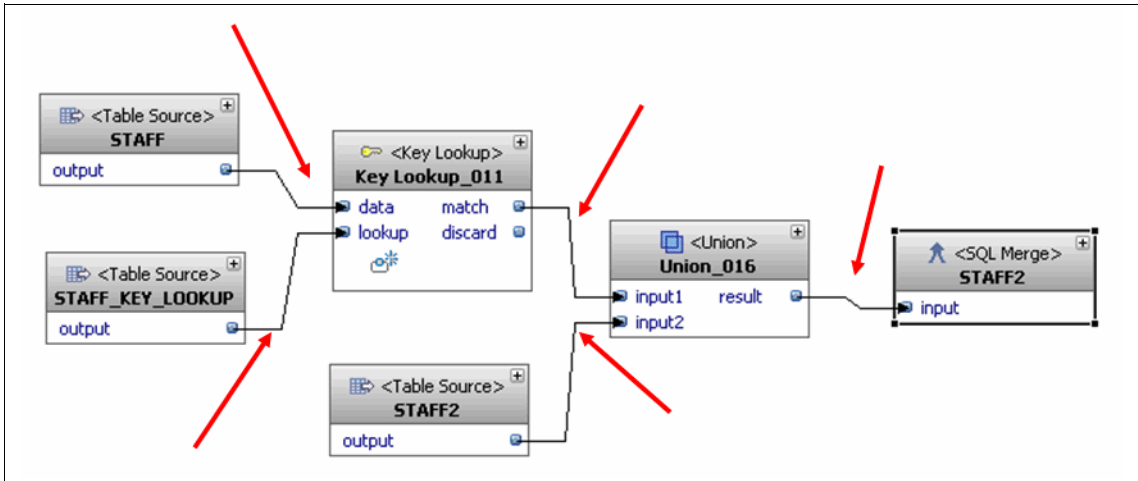 <Table Source>
STAFF
output
<Key Lookup>
Key Lookup_011
data match
lookup discard
<Table Source>
STAFF_KEY_LOOKUP
output
<Union>
Union_016
input1 result
input2
<SQL Merge>
STAFF2
input
<Table Source>
STAFF2
output